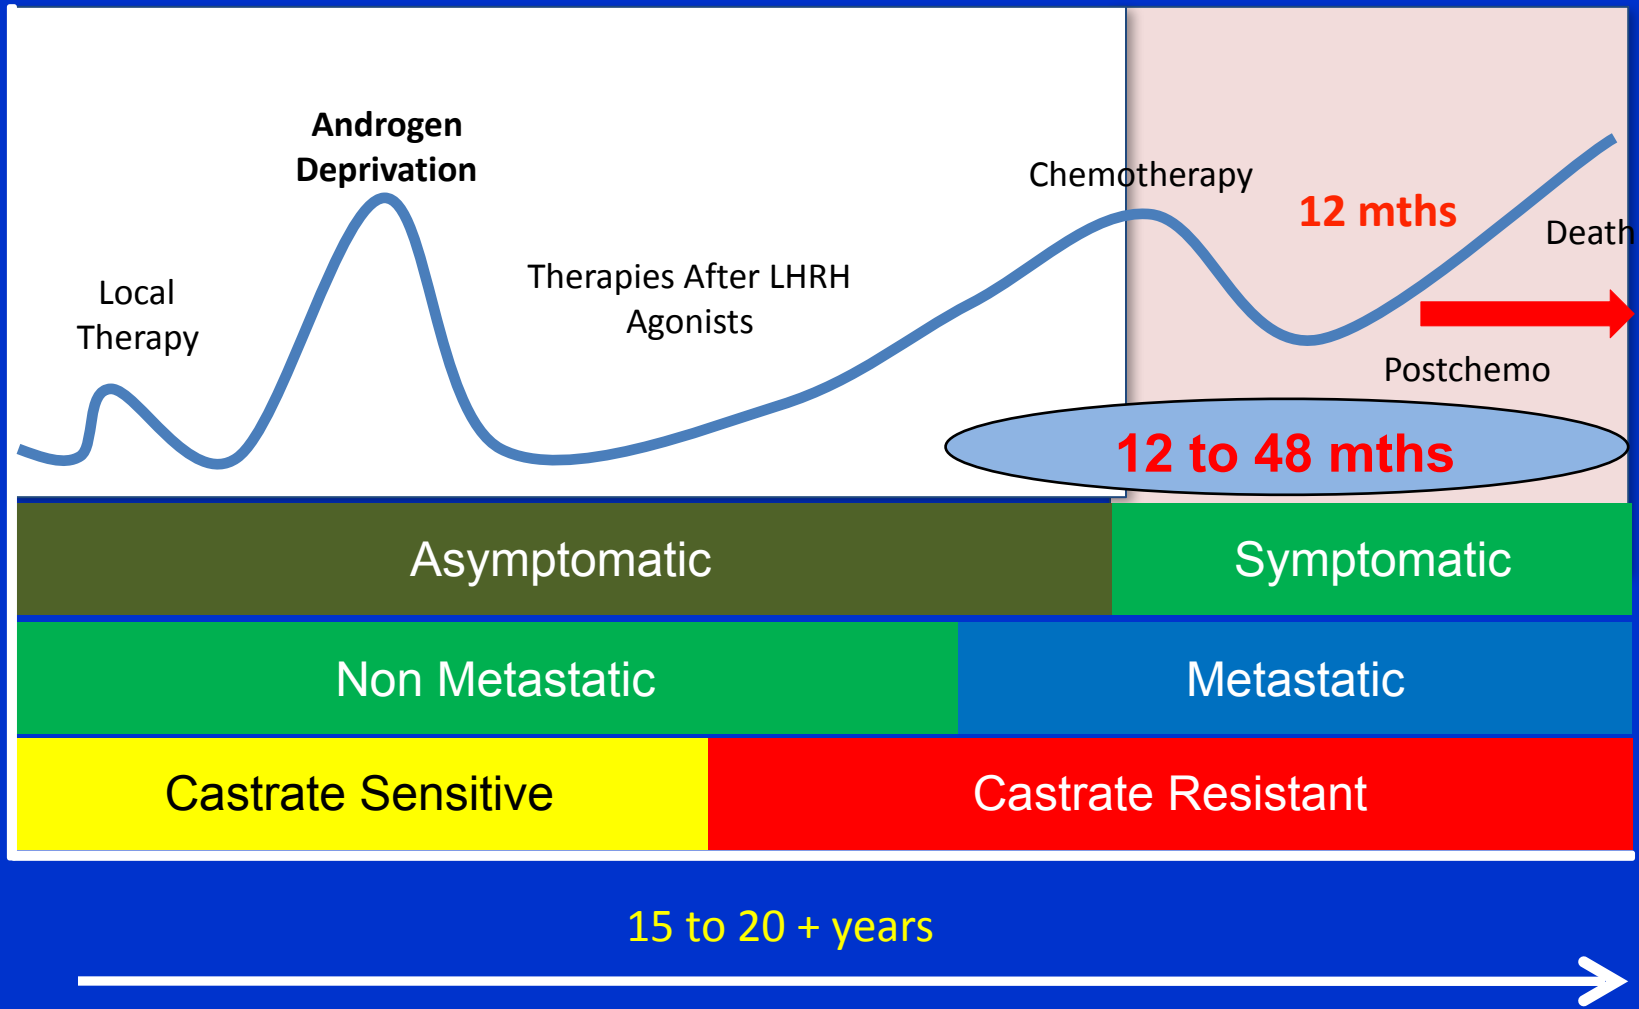 Androgen
Deprivation
Chemotherapy
12 mths
Death
Local
Therapy
Therapies After LHRH
Agonists
Postchemo
12 to 48 mths
Asymptomatic
Symptomatic
Non Metastatic
Metastatic
Castrate Sensitive
Castrate Resistant
15 to 20 + years